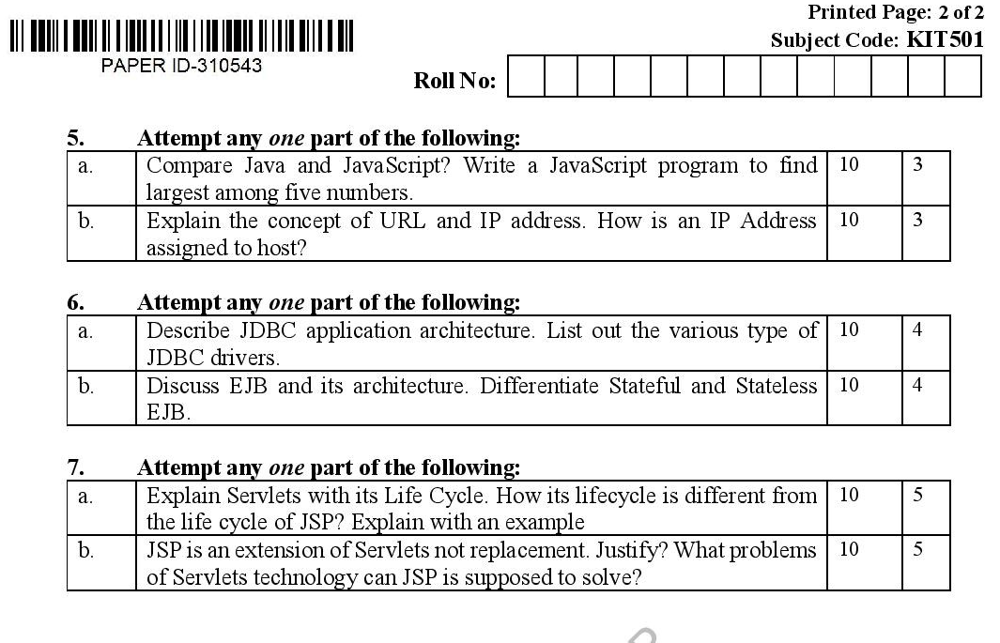 Printed Page: 2 of 2
Subject Code: KIT501
PAPER ID-310543
Roll No:
5. Attempt any one part of the following:
a. Compare Java and JavaScript? Write a JavaScript program to find 10 3
largest among five numbers.
b. Explain the concept of URL and IP address. How is an IP Address 10 3
assigned to host?
6. Attempt any one part of the following:
a. Describe JDBC application architecture. List out the various type of 10 4
JDBC drivers.
b. Discuss EJB and its architecture. Differentiate Stateful and Stateless 10 4
EJB.
7. Attempt any one part of the following:
a. Explain Servlets with its Life Cycle. How its lifecycle is different from 10 5
the life cycle of JSP? Explain with an example
b. JSP is an extension of Servlets not replacement. Justify? What problems 10 5
of Servlets technology can JSP is supposed to solve?